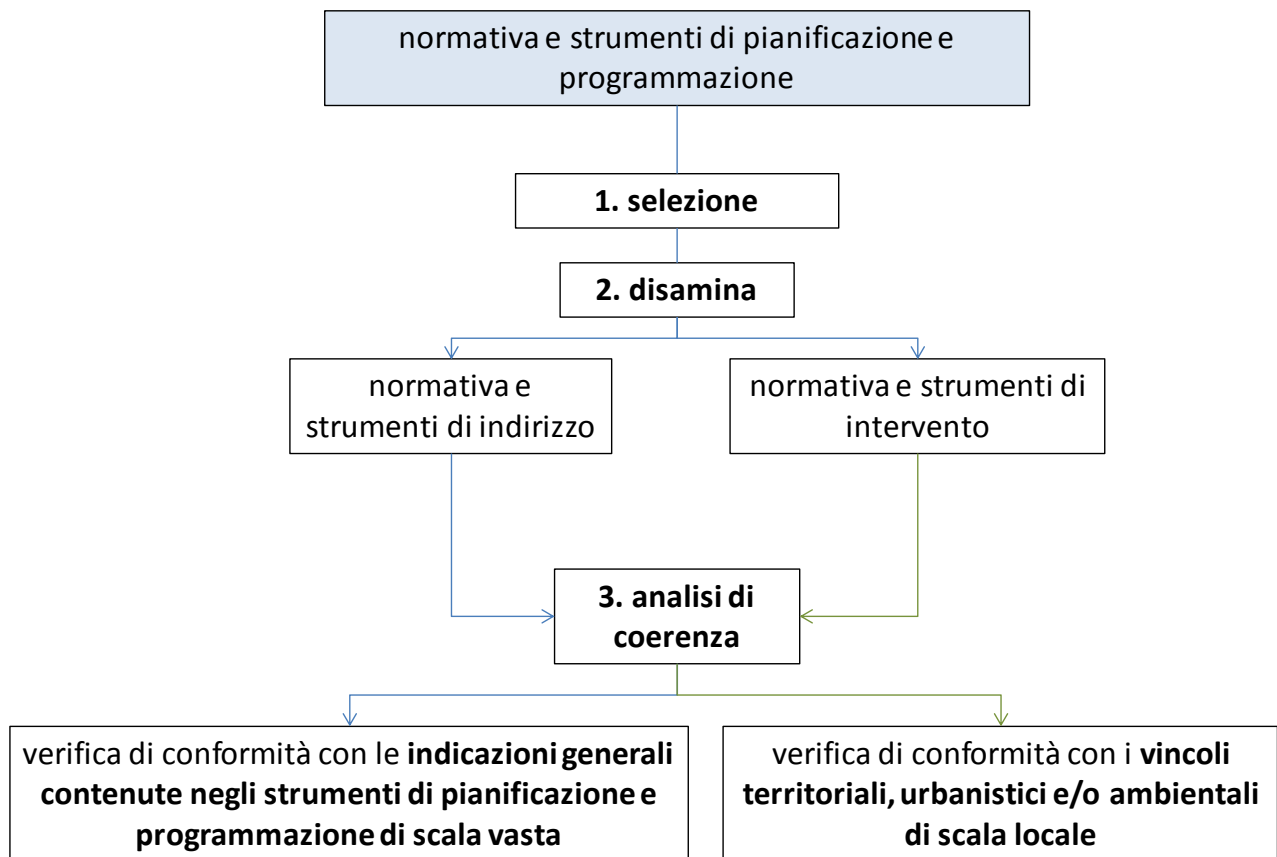 normativa e strumenti di pianificazione e
programmazione
1. selezione
2. disamina
normativa e
strumenti di indirizzo
normativa e strumenti di
intervento
3. analisi di
coerenza
verifica di conformità con le indicazioni generali
contenute negli strumenti di pianificazione e
programmazione di scala vasta
verifica di conformità con i vincoli
territoriali, urbanistici e/o ambientali
di scala locale